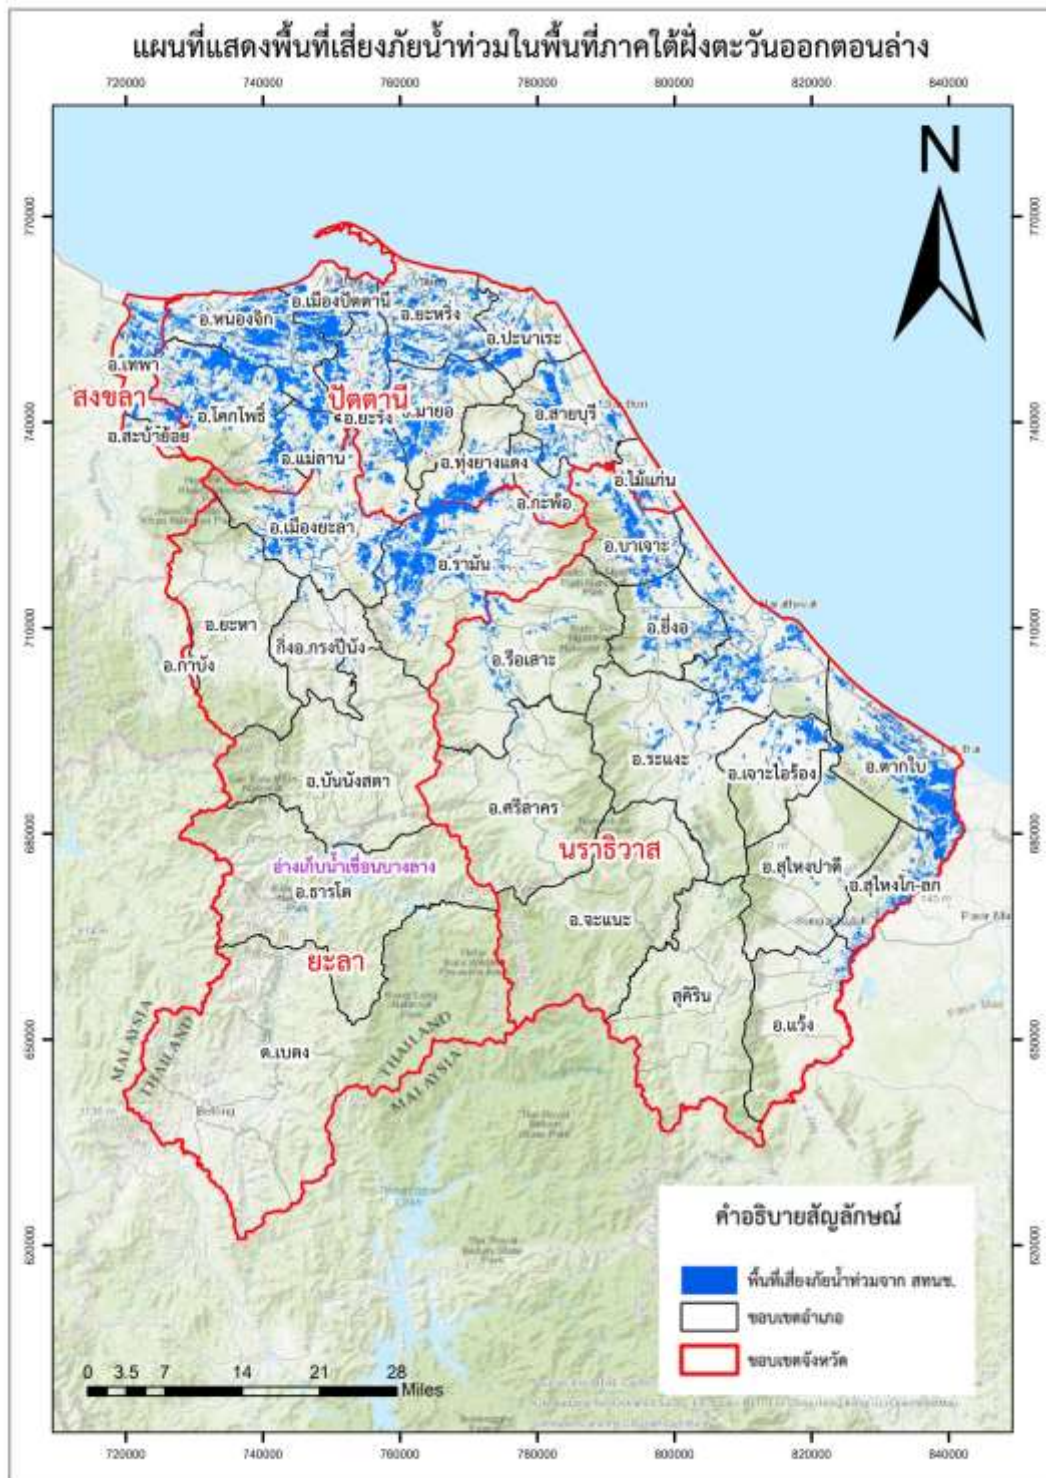 แผนที่แสดงพื้นที่เสี่ยงภัยน้ำท่วมในพื้นที่ภาคใต้ฝั่งตะวันออกตอนล่าง
720000 740000 760000 780000 800000 820000 840000
N
770000 770000
อ.เมืองปัตตานี
อ.หนองจิก
อ.ยะหริ่ง
อ.ปะนาเระ
อ.เทพา
สงขลา
ปัตตานี
อ.โคกโพธิ์
อ.ยะรัง
อ.มายอ
อ.สายบุรี
740000 740000
อ.สะบ้าย้อย
อ.แม่ลาน
อ.ทุ่งยางแดง
อ.ไม้แก่น
อ.กะพ้อ
อ.เมืองยะลา
อ.บาเจาะ
อ.รามัน
710000 710000
อ.ยะหา
อ.ยี่งอ
กิ่งอ.กรงปินัง
อ.กาบัง
อ.รือเสาะ
อ.ระแงะ
อ.ตากใบ
อ.เจาะไอร้อง
อ.บันนังสตา
อ.ศรีสาคร
680000 680000
นราธิวาส
อ่างเก็บน้ำเขื่อนบางลาง
อ.สุไหงปาดี
อ.ธารโต
อ.สุไหงโก-ลก
อ.จะแนะ
ยะลา
สุคิริน
อ.แว้ง
650000 650000
MALAYSIA
THAILAND
THAILAND
MALAYSIA
ต.เบตง
Betong
620000 620000
คำอธิบายสัญลักษณ์
พื้นที่เสี่ยงภัยน้ำท่วมจาก สทนช.
ขอบเขตอำเภอ
ขอบเขตจังหวัด
0 3.5 7 14 21 28
Miles
720000 740000 760000 780000 800000 820000 840000